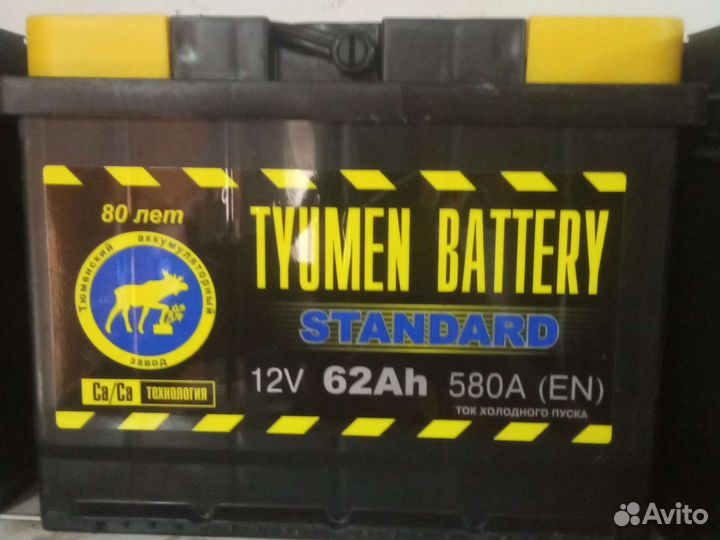 80 лет
Тюменский аккумуляторный
завод
Ca/Ca технология
TYUMEN BATTERY
STANDARD
12V 62Ah 580A (EN)
ТОК ХОЛОДНОГО ПУСКА
Avito